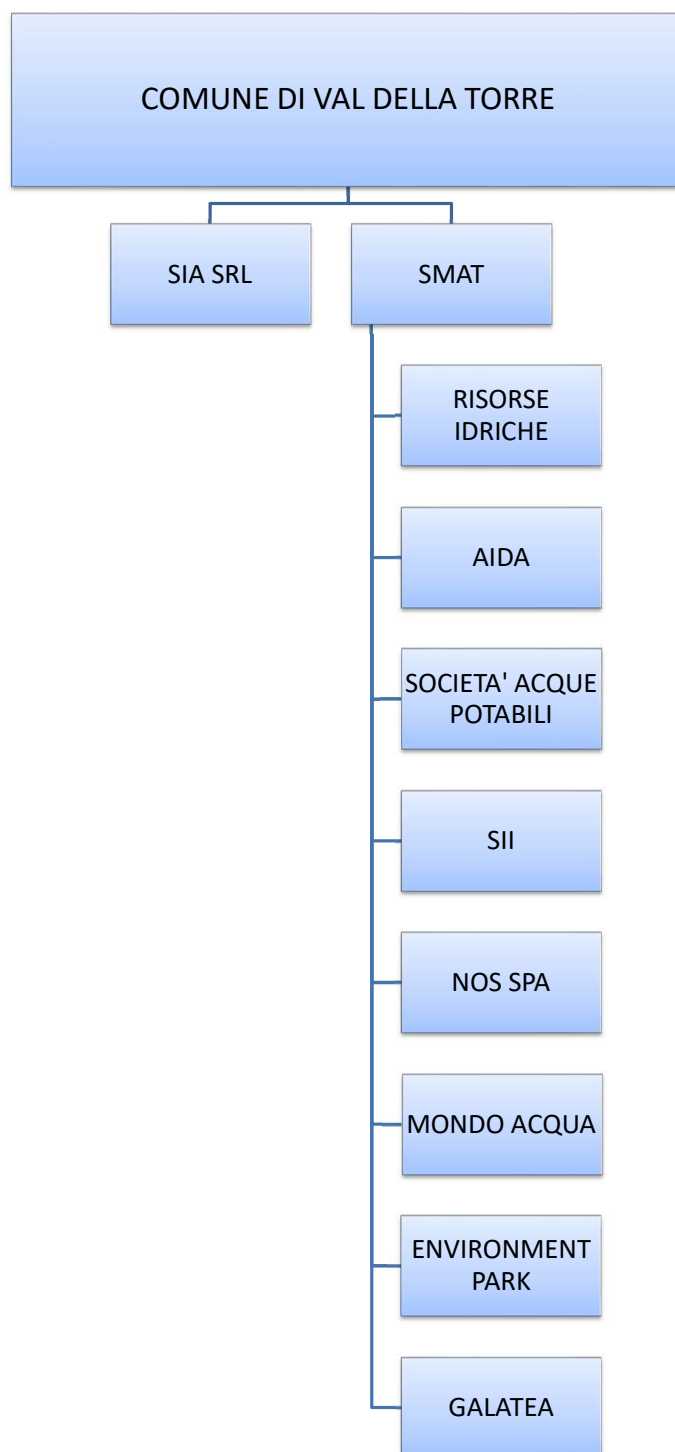 COMUNE DI VAL DELLA TORRE
SIA SRL
SMAT
RISORSE
IDRICHE
AIDA
SOCIETA' ACQUE
POTABILI
SII
NOS SPA
MONDO ACQUA
ENVIRONMENT
PARK
GALATEA